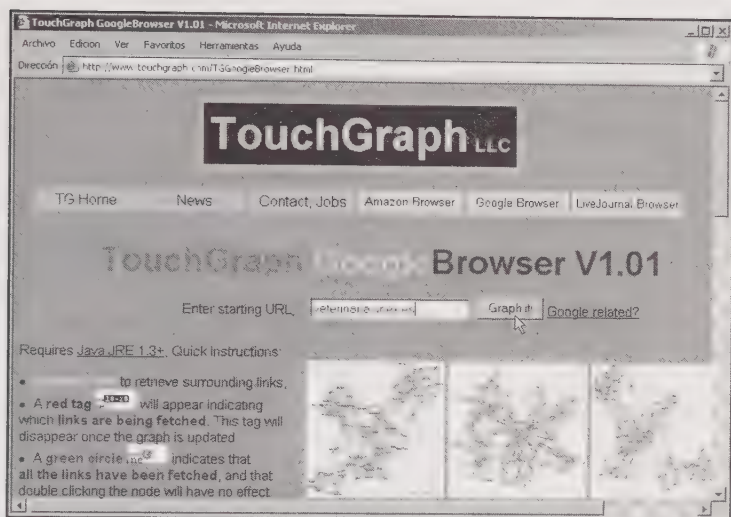 TouchGraph GoogleBrowser V1.01 - Microsoft Internet Explorer
Archivo Edicion Ver Favoritos Herramientas Ayuda
Dirección http://www.touchgraph.com/TGGoogleBrowser.html
TouchGraph LLC
TG Home News Contact, Jobs Amazon Browser Google Browser LiveJournal Browser
TouchGraph Google Browser V1.01
Enter starting URL, Graph it! Google related?
Requires Java JRE 1.3+, Quick Instructions:
• to retrieve surrounding links,
• A red tag will appear indicating
which links are being fetched. This tag will
disappear once the graph is updated
• A green circle indicates that
all the links have been fetched, and that
double clicking the node will have no effect